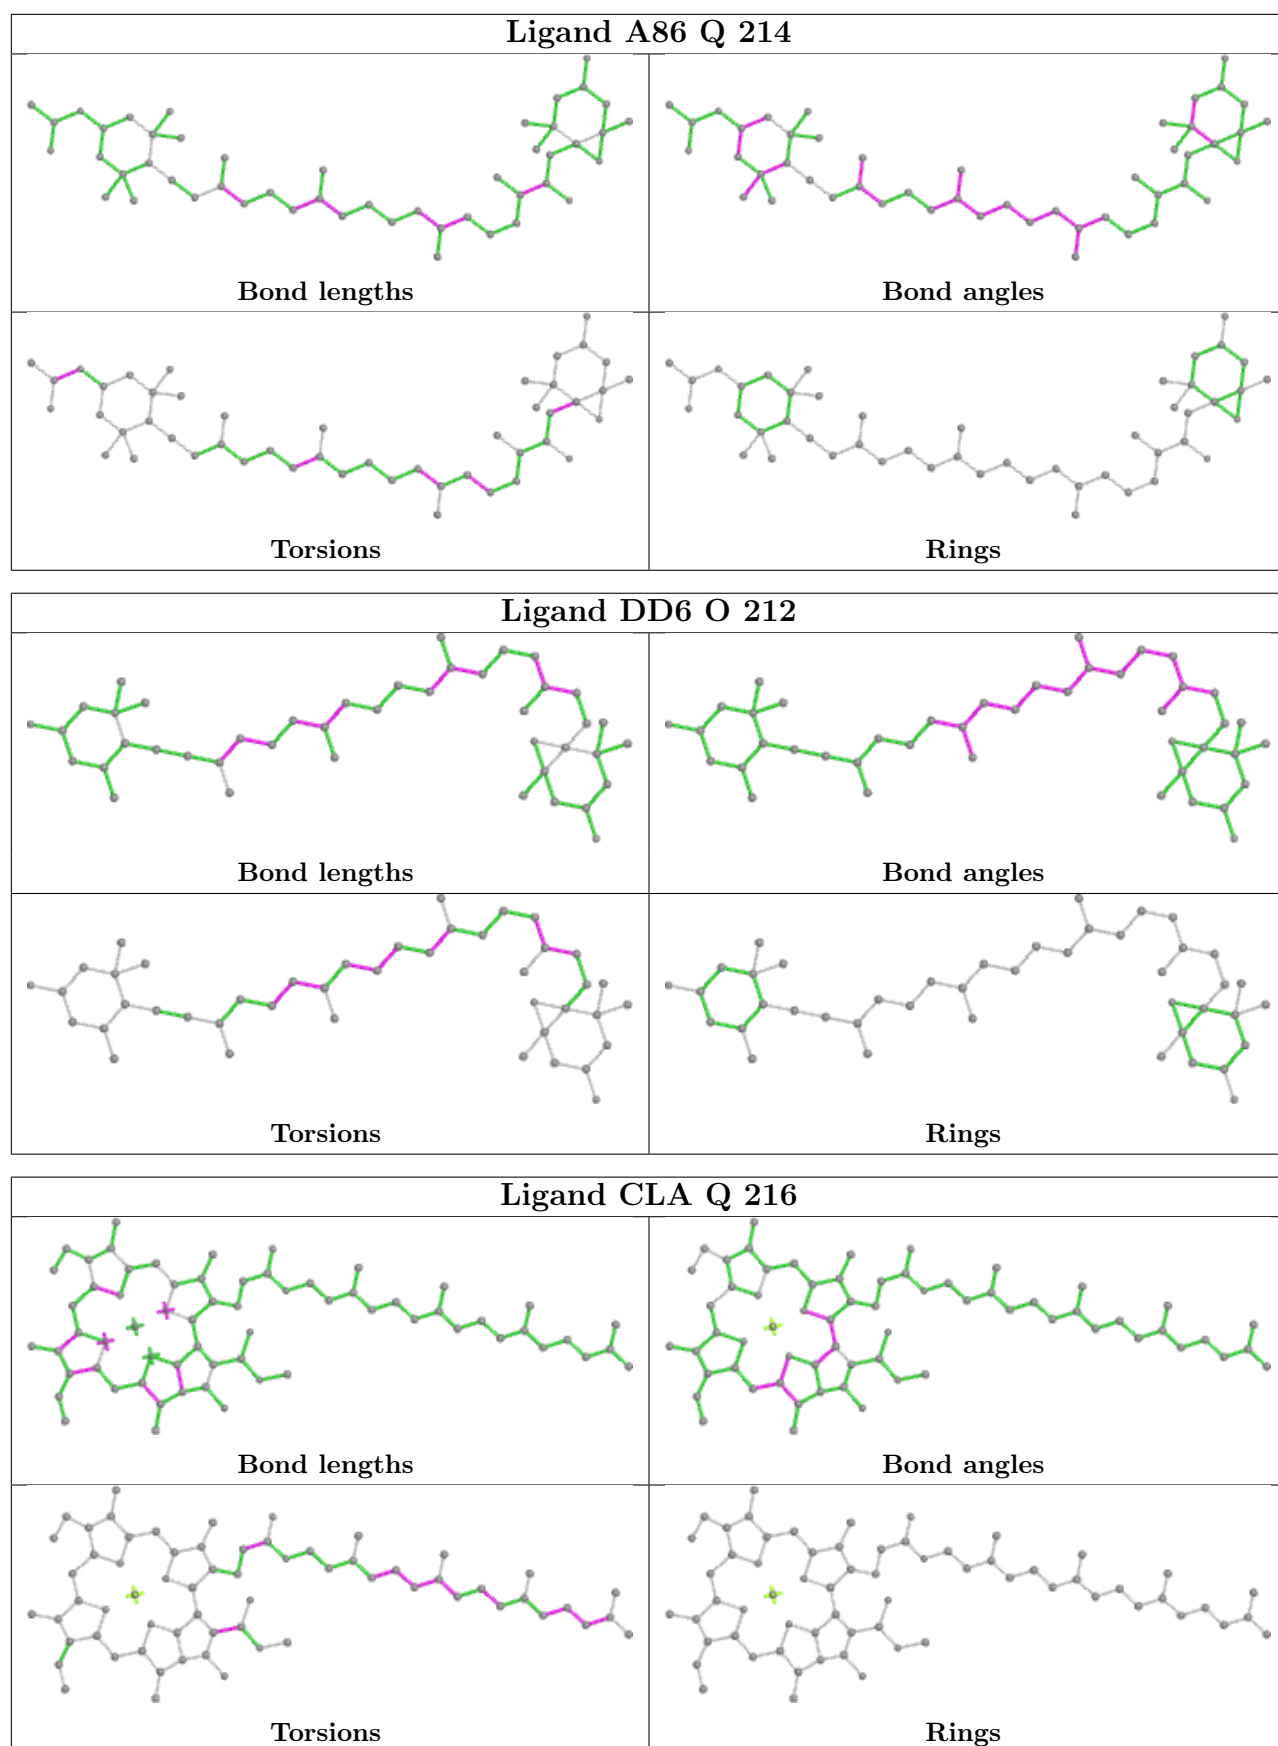 Ligand A86 Q 214
Bond lengths
Bond angles
Torsions
Rings
Ligand DD6 O 212
Bond lengths
Bond angles
Torsions
Rings
Ligand CLA Q 216
Bond lengths
Bond angles
Torsions
Rings